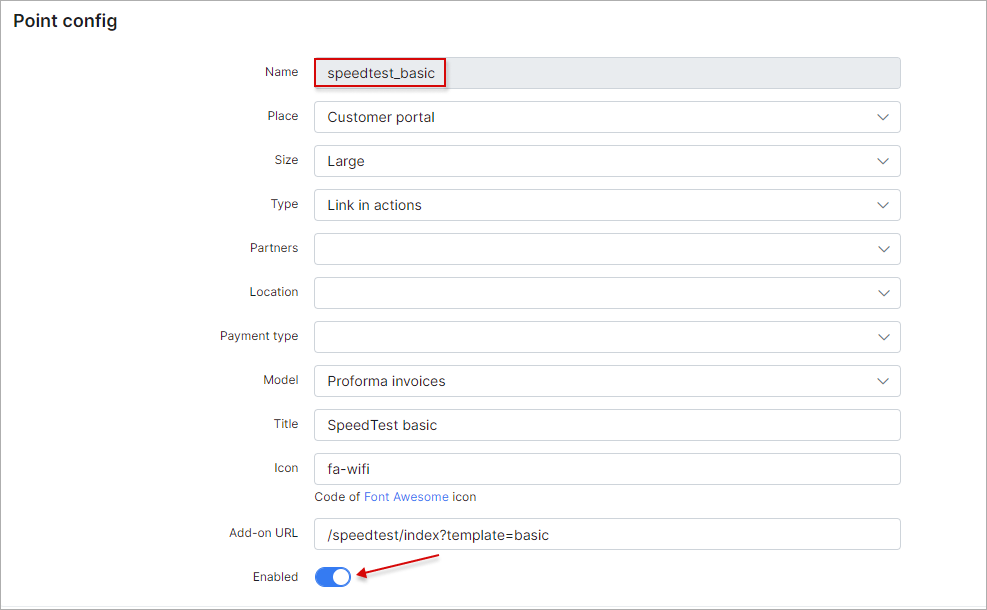 Point config
Name speedtest_basic
Place Customer portal
Size Large
Type Link in actions
Partners
Location
Payment type
Model Proforma invoices
Title SpeedTest basic
Icon fa-wifi
Code of Font Awesome icon
Add-on URL /speedtest/index?template=basic
Enabled